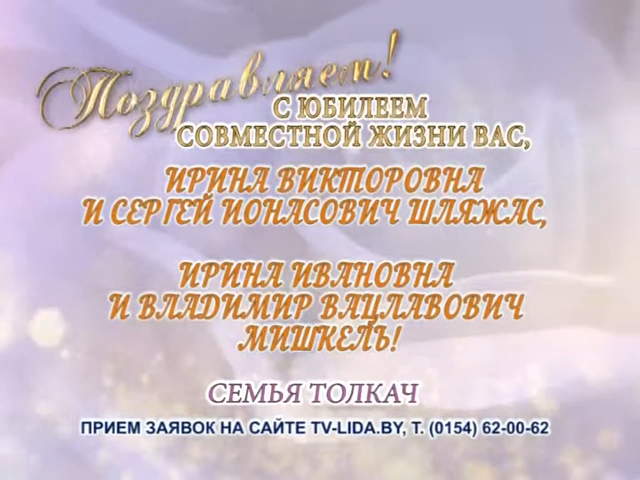 Поздравляем!
С ЮБИЛЕЕМ
СОВМЕСТНОЙ ЖИЗНИ ВАС,
ИРИНА ВИКТОРОВНА
И СЕРГЕЙ ИОНАСОВИЧ ШЛЯЖАС,
ИРИНА ИВАНОВНА
И ВЛАДИМИР ВАЦЛАВОВИЧ
МИШКЕЛЬ!
СЕМЬЯ ТОЛКАЧ
ПРИЕМ ЗАЯВОК НА САЙТЕ TV-LIDA.BY, Т. (0154) 62-00-62